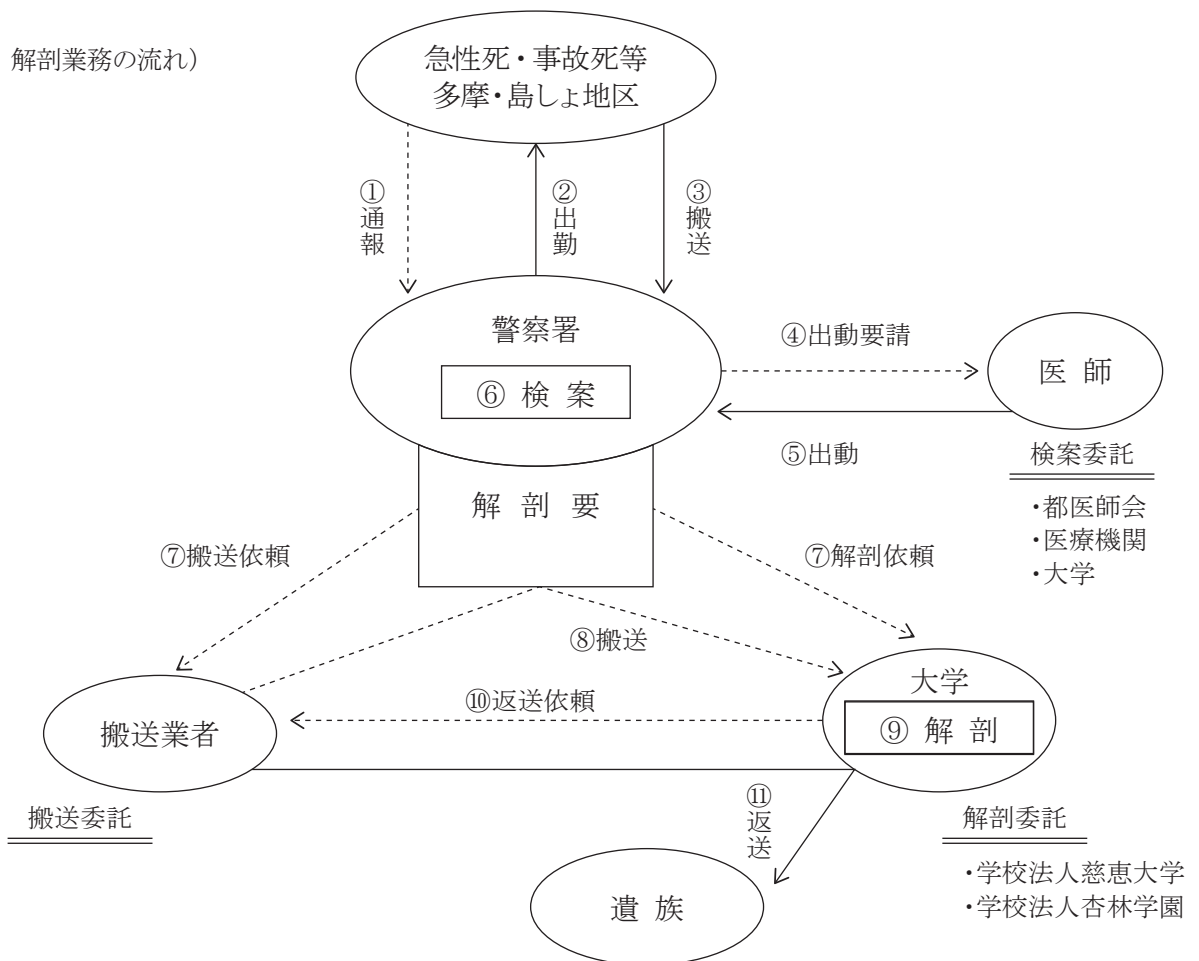 解剖業務の流れ)
急性死・事故死等
多摩・島しょ地区
①通報
②出勤
③搬送
警察署
⑥ 検 案
④出動要請
医 師
⑤出動
検案委託
・都医師会
・医療機関
・大学
解 剖 要
⑦搬送依頼
⑦解剖依頼
⑧搬送
大学
⑨ 解 剖
⑩返送依頼
搬送業者
搬送委託
⑪返送
解剖委託
・学校法人慈恵大学
・学校法人杏林学園
遺 族